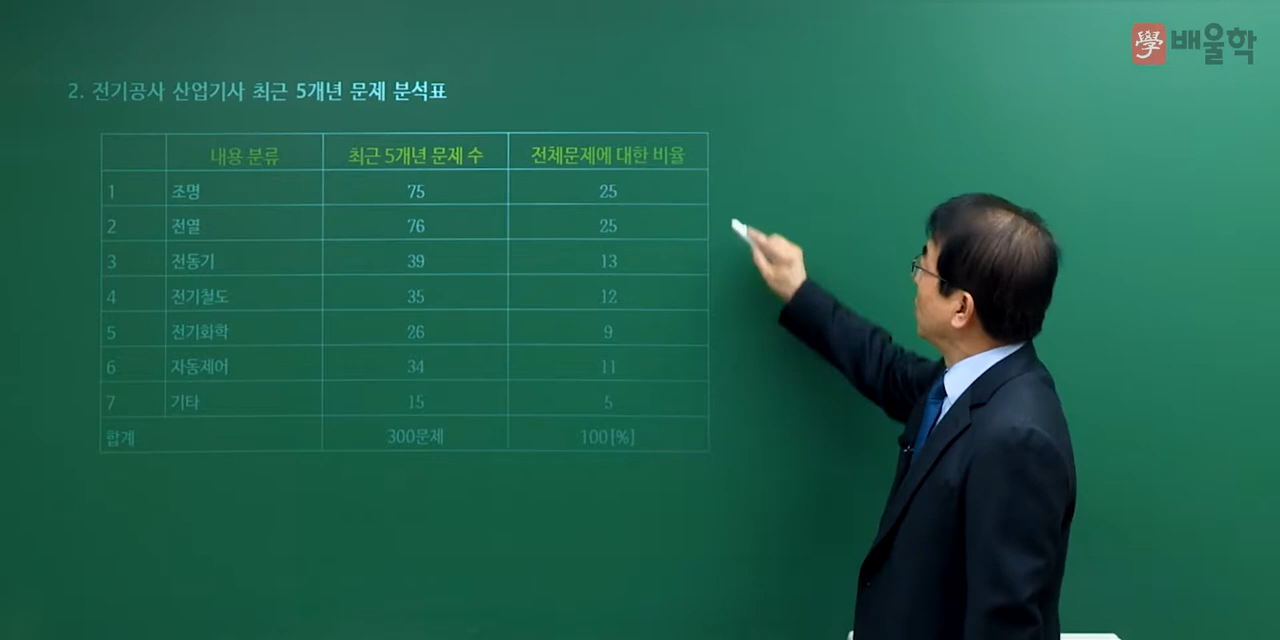 學 배울학
2. 전기공사 산업기사 최근 5개년 문제 분석표
내용 분류 최근 5개년 문제 수 전체문제에 대한 비율
1 조명 75 25
2 전열 76 25
3 전동기 39 13
4 전기철도 35 12
5 전기화학 26 9
6 자동제어 34 11
7 기타 15 5
합계 300문제 100[%]